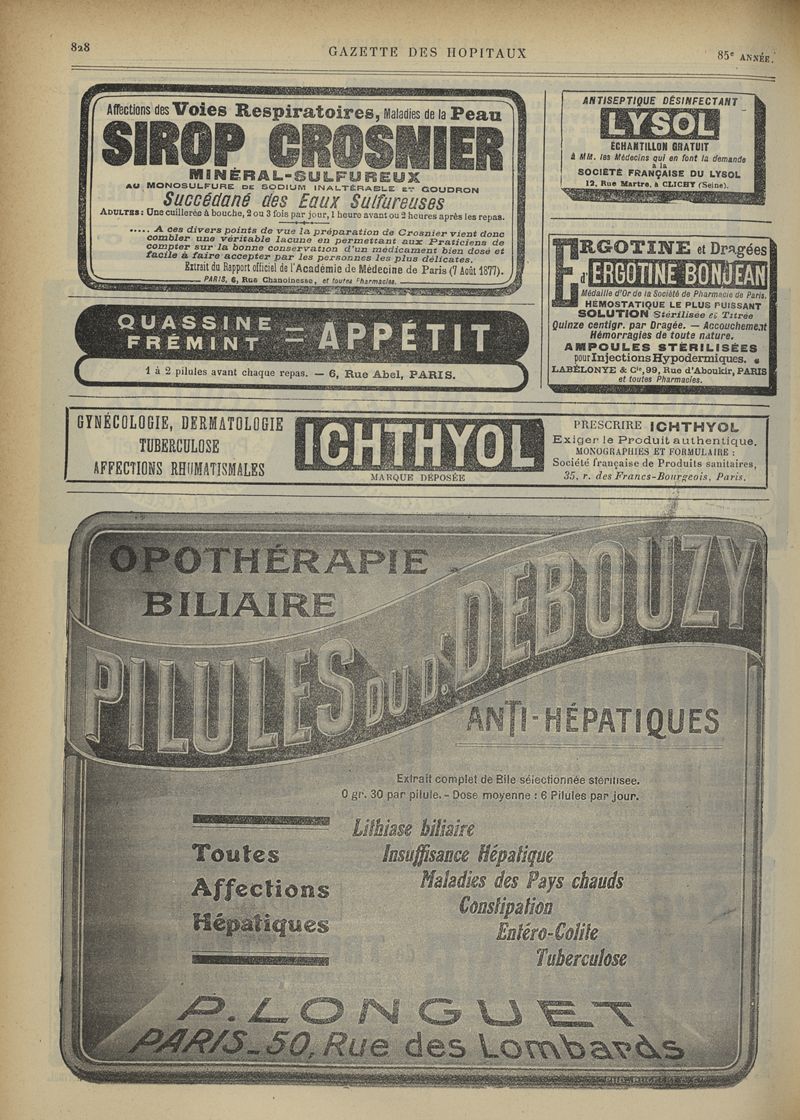 828
GAZETTE DES HOPITAUX
85e ANNÉE.
Affections des Voies Respiratoires, Maladies de la Peau
SIROP CROSNIER
MINÉRAL-SULFUREUX
AU MONOSULFURE DE SODIUM INALTÉRABLE ET GOUDRON
Succédané des Eaux Sulfureuses
ADULTES : Une cuillerée à bouche, 2 ou 3 fois par jour, 1 heure avant ou 2 heures après les repas.
..... A ces divers points de vue la préparation de Crosnier vient donc
combler une véritable lacune en permettant aux Praticiens de
compter sur la bonne conservation d'un médicament bien dosé et
facile à faire accepter par les personnes les plus délicates.
Extrait du Rapport officiel de l'Académie de Médecine de Paris (7 Août 1877).
PARIS, 6, Rue Chanoinesse, et toutes Pharmacies.
ANTISEPTIQUE DÉSINFECTANT
LYSOL
ÉCHANTILLON GRATUIT
à MM. les Médecins qui en font la demande
à la
SOCIÉTÉ FRANÇAISE DU LYSOL
12, Rue Martre, à CLICHY (Seine).
QUASSINE
FRÉMINT
= APPÉTIT
1 à 2 pilules avant chaque repas. — 6, Rue Abel, PARIS.
ERGOTINE et Dragées
d'ERGOTINE BONJEAN
Médaille d'Or de la Société de Pharmacie de Paris.
HÉMOSTATIQUE LE PLUS PUISSANT
SOLUTION Stérilisée et Titrée
Quinze centigr. par Dragée. — Accouchement
Hémorragies de toute nature.
AMPOULES STÉRILISÉES
pour Injections Hypodermiques.
LABÉLONYE & Cie, 99, Rue d'Aboukir, PARIS
et toutes Pharmacies.
GYNÉCOLOGIE, DERMATOLOGIE
TUBERCULOSE
AFFECTIONS RHUMATISMALES
ICHTHYOL
MARQUE DÉPOSÉE
PRESCRIRE ICHTHYOL
Exiger le Produit authentique.
MONOGRAPHIES ET FORMULAIRE :
Société française de Produits sanitaires,
35, r. des Francs-Bourgeois, Paris.
OPOTHÉRAPIE
BILIAIRE
PILULES DU Dr DEBOUZY
ANTI-HÉPATIQUES
Extrait complet de Bile sélectionnée stérilisée.
0 gr. 30 par pilule. - Dose moyenne : 6 Pilules par jour.
Toutes
Affections
Hépatiques
Lithiase biliaire
Insuffisance Hépatique
Maladies des Pays chauds
Constipation
Entéro-Colite
Tuberculose
P. LONGUET
PARIS_50, Rue des Lombards